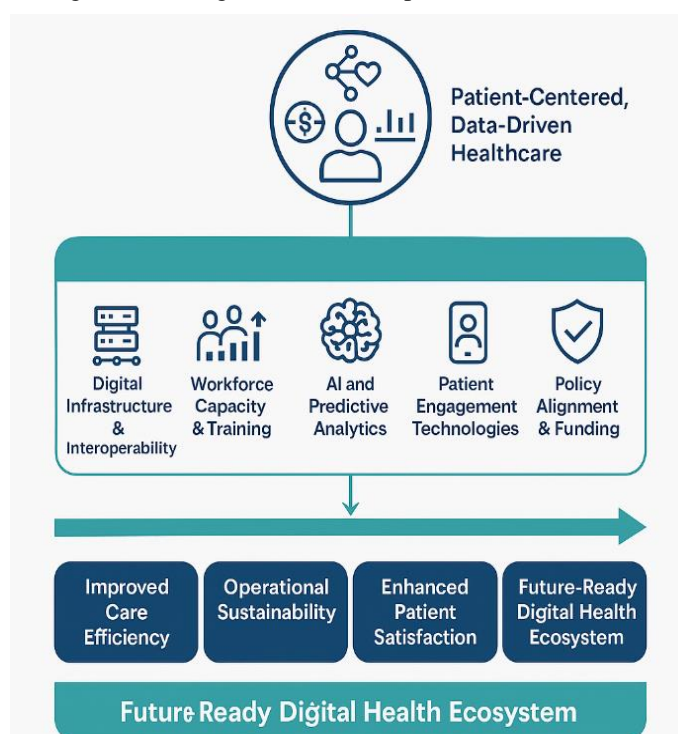 Patient-Centered,
Data-Driven
Healthcare
$
Digital
Infrastructure
&
Interoperability
Workforce
Capacity
& Training
AI and
Predictive
Analytics
Patient
Engagement
Technologies
Policy
Alignment
& Funding
Improved
Care
Efficiency
Operational
Sustainability
Enhanced
Patient
Satisfaction
Future-Ready
Digital Health
Ecosystem
Future Ready Digital Health Ecosystem